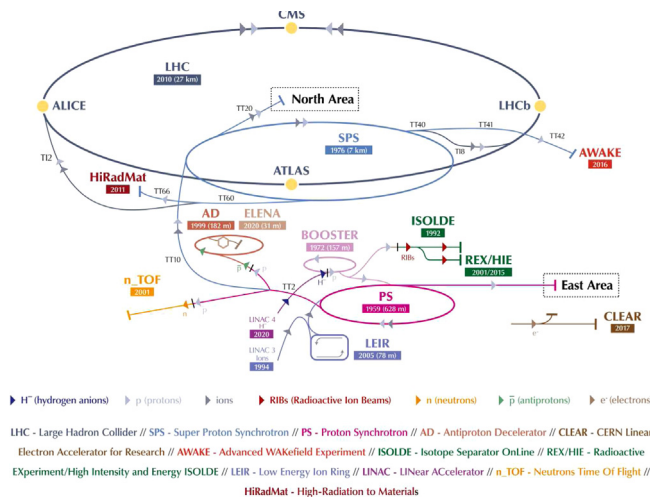 CMS
LHC
2010 (27 km)
ALICE
LHCb
TT20
North Area
SPS
1976 (7 km)
TT40
TT41
TT42
TI8
TI2
AWAKE
2016
HiRadMat
2011
ATLAS
TT66
TT60
AD
1999 (182 m)
ELENA
2020 (31 m)
BOOSTER
1972 (157 m)
ISOLDE
1992
RIBs
REX/HIE
2001/2015
TT10
p̅
p
H⁻
p
n_TOF
2001
TT2
East Area
PS
1959 (628 m)
n
p
LINAC 4
H⁻
2020
CLEAR
2017
e⁻
LINAC 3
Ions
1994
LEIR
2005 (78 m)
H⁻ (hydrogen anions) p (protons) ions RIBs (Radioactive Ion Beams) n (neutrons) p̅ (antiprotons) e⁻ (electrons
LHC - Large Hadron Collider // SPS - Super Proton Synchrotron // PS - Proton Synchrotron // AD - Antiproton Decelerator // CLEAR - CERN Linear
Electron Accelerator for Research // AWAKE - Advanced WAKefield Experiment // ISOLDE - Isotope Separator OnLine // REX/HIE - Radioactive
EXperiment/High Intensity and Energy ISOLDE // LEIR - Low Energy Ion Ring // LINAC - LINear ACcelerator // n_TOF - Neutrons Time Of Flight //
HiRadMat - High-Radiation to Materials